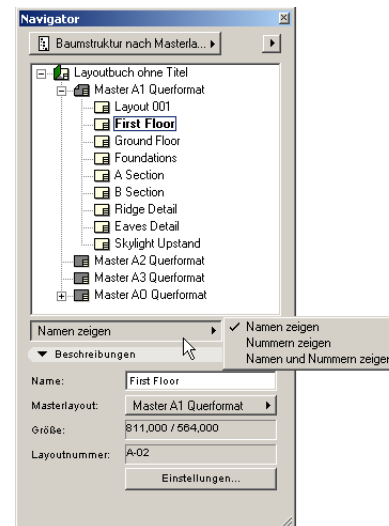 Navigator
Baumstruktur nach Masterla...
Layoutbuch ohne Titel
Master A1 Querformat
Layout 001
First Floor
Ground Floor
Foundations
A Section
B Section
Ridge Detail
Eaves Detail
Skylight Upstand
Master A2 Querformat
Master A3 Querformat
Master A0 Querformat
Namen zeigen
Namen zeigen
Nummern zeigen
Namen und Nummern zeigen
Beschreibungen
Name: First Floor
Masterlayout: Master A1 Querformat
Größe: 811,000 / 564,000
Layoutnummer: A-02
Einstellungen...